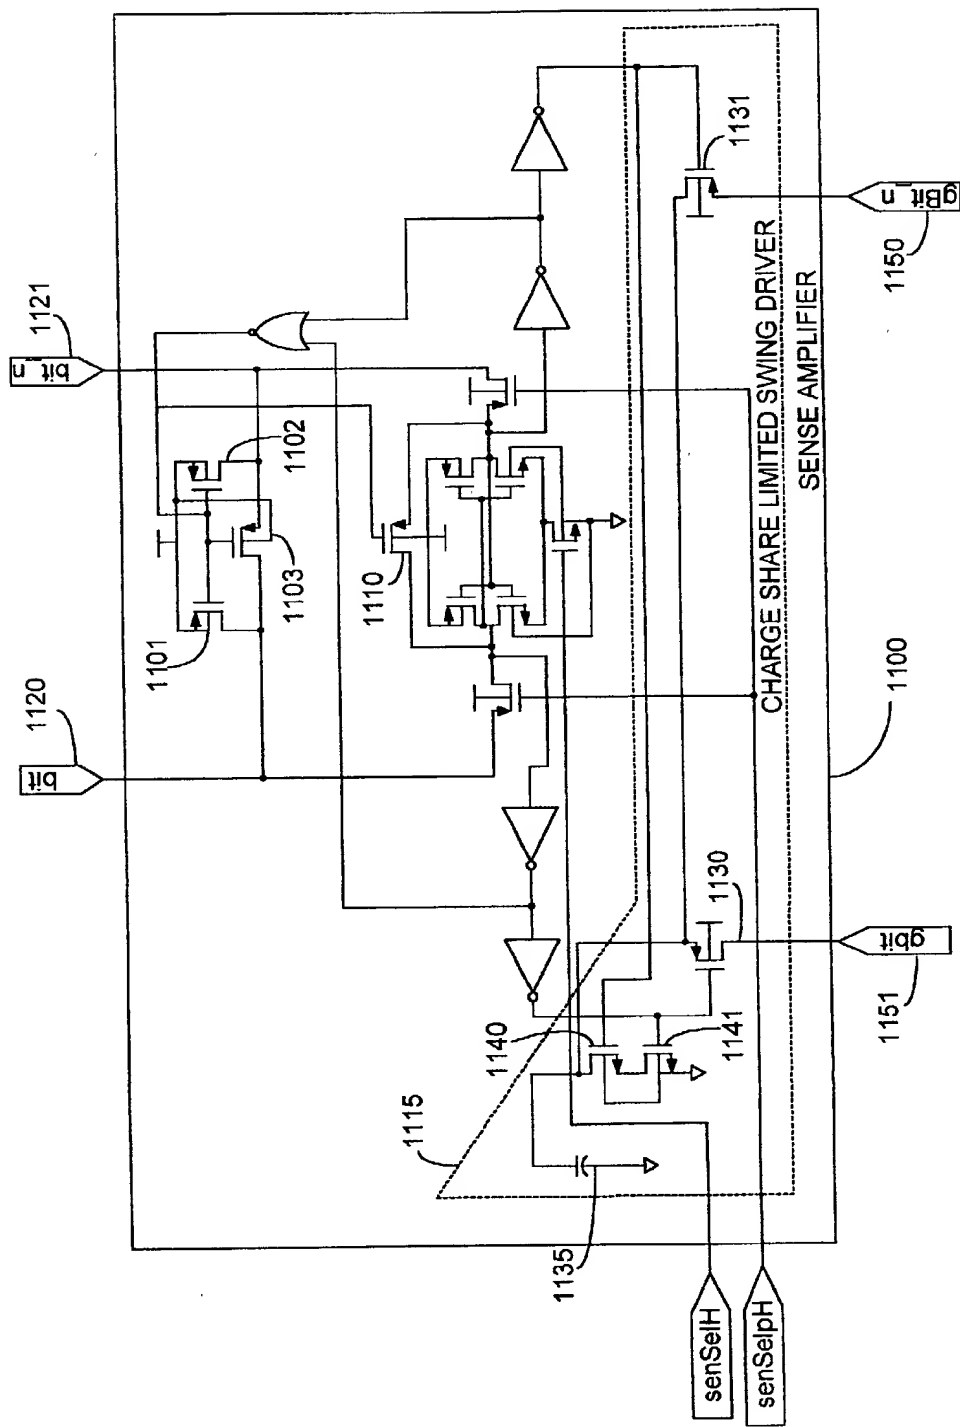 bit
1120
bit_n
1121
1101
1102
1103
1110
1115
1140
1141
1130
1131
1135
gbit
1151
gBit_n
1150
senSelH
senSelpH
CHARGE SHARE LIMITED SWING DRIVER
SENSE AMPLIFIER
1100